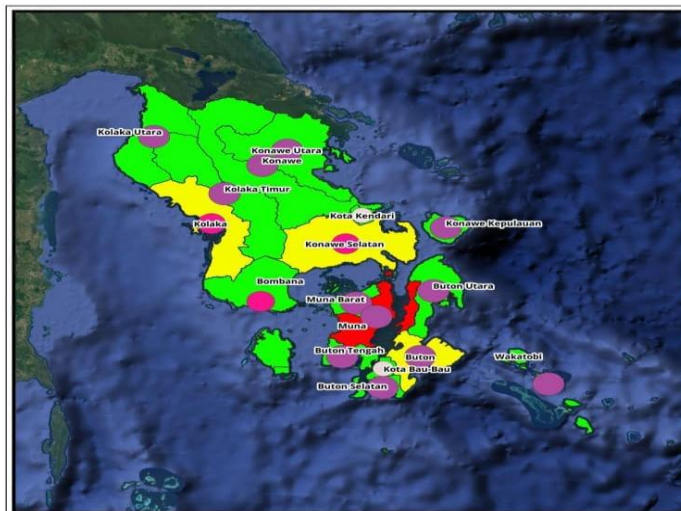 Kolaka Utara
Konawe Utara
Konawe
Kolaka Timur
Kota Kendari
Kolaka
Konawe Kepulauan
Konawe Selatan
Bombana
Buton Utara
Muna Barat
Muna
Buton Tengah
Buton
Wakatobi
Kota Bau-Bau
Buton Selatan